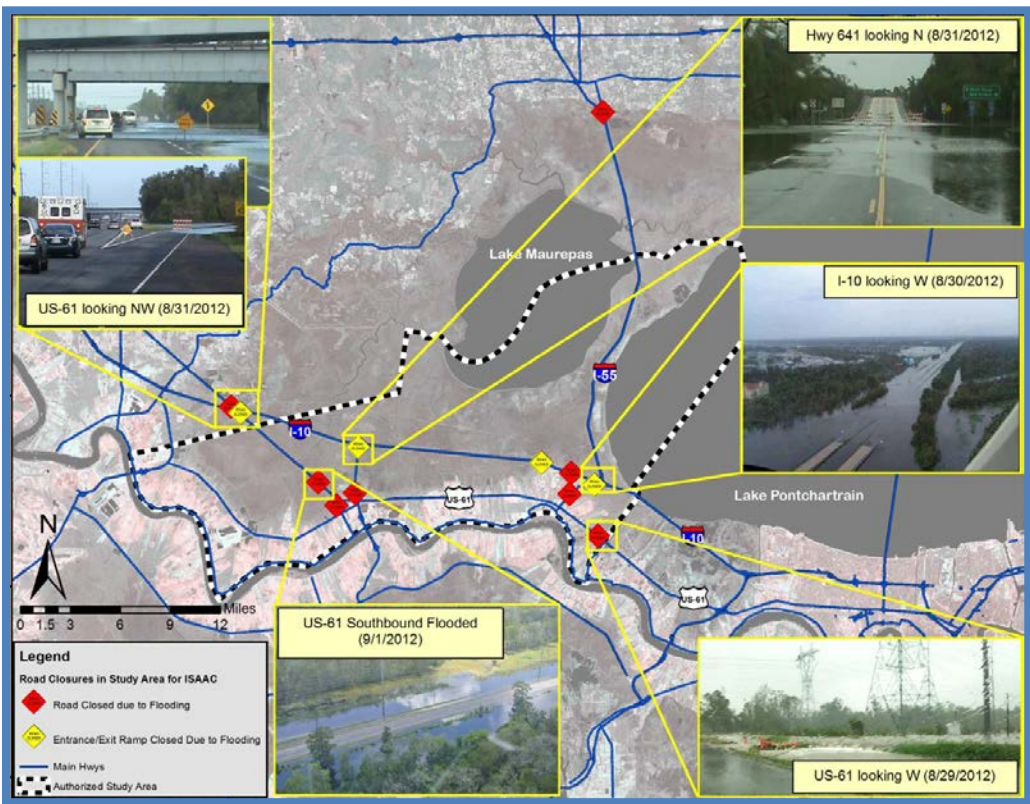 Hwy 641 looking N (8/31/2012)
Lake Maurepas
US-61 looking NW (8/31/2012)
I-10 looking W (8/30/2012)
I-55
I-10
US-61
Lake Pontchartrain
N
I-10
US-61
Miles
0 1.5 3 6 9 12
US-61 Southbound Flooded
(9/1/2012)
Legend
Road Closures in Study Area for ISAAC
Road Closed due to Flooding
Entrance/Exit Ramp Closed Due to Flooding
Main Hwys
Authorized Study Area
US-61 looking W (8/29/2012)